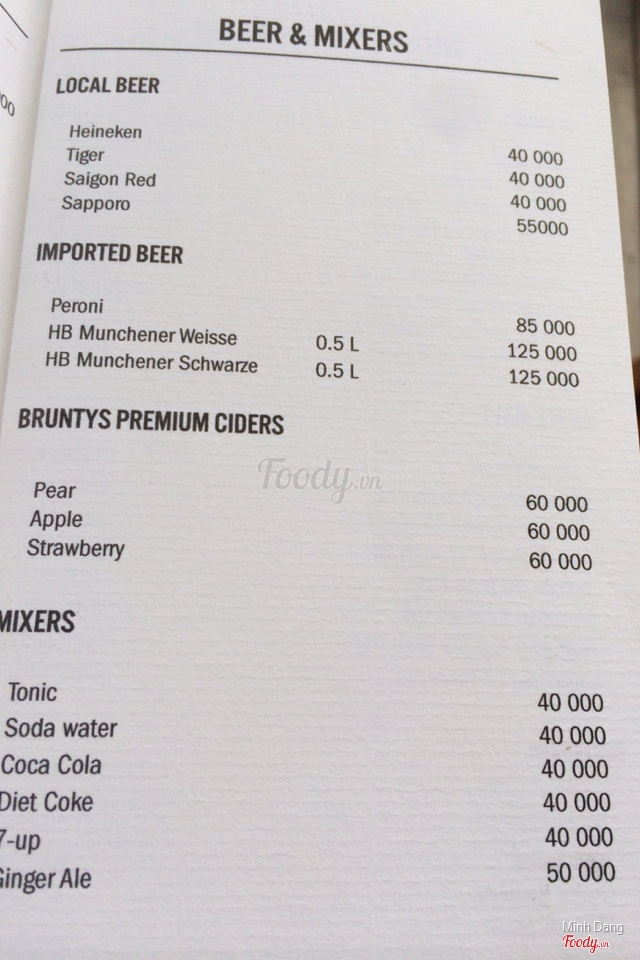 BEER & MIXERS
LOCAL BEER
Heineken 40 000
Tiger 40 000
Saigon Red 40 000
Sapporo 55000
IMPORTED BEER
Peroni 85 000
HB Munchener Weisse 0.5 L 125 000
HB Munchener Schwarze 0.5 L 125 000
BRUNTYS PREMIUM CIDERS
Foody.vn
Pear 60 000
Apple 60 000
Strawberry 60 000
MIXERS
Tonic 40 000
Soda water 40 000
Coca Cola 40 000
Diet Coke 40 000
7-up 40 000
Ginger Ale 50 000
Minh Dang
Foody.vn